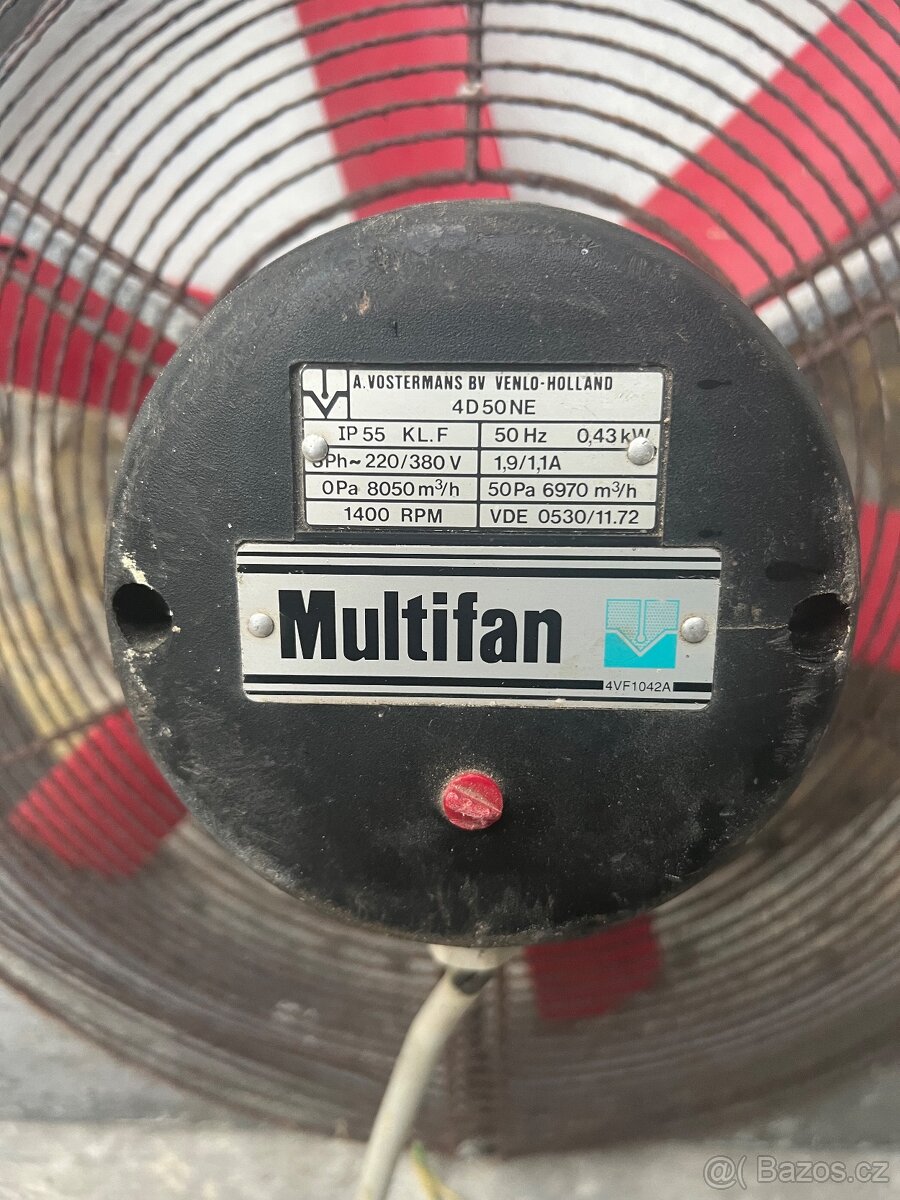 A.VOSTERMANS BV VENLO-HOLLAND
4D50NE
IP 55 KL.F 50 Hz 0,43 kW
3Ph~220/380 V 1,9/1,1A
0Pa 8050 m³/h 50Pa 6970 m³/h
1400 RPM VDE 0530/11.72
Multifan
4VF1042A
@( Bazos.cz